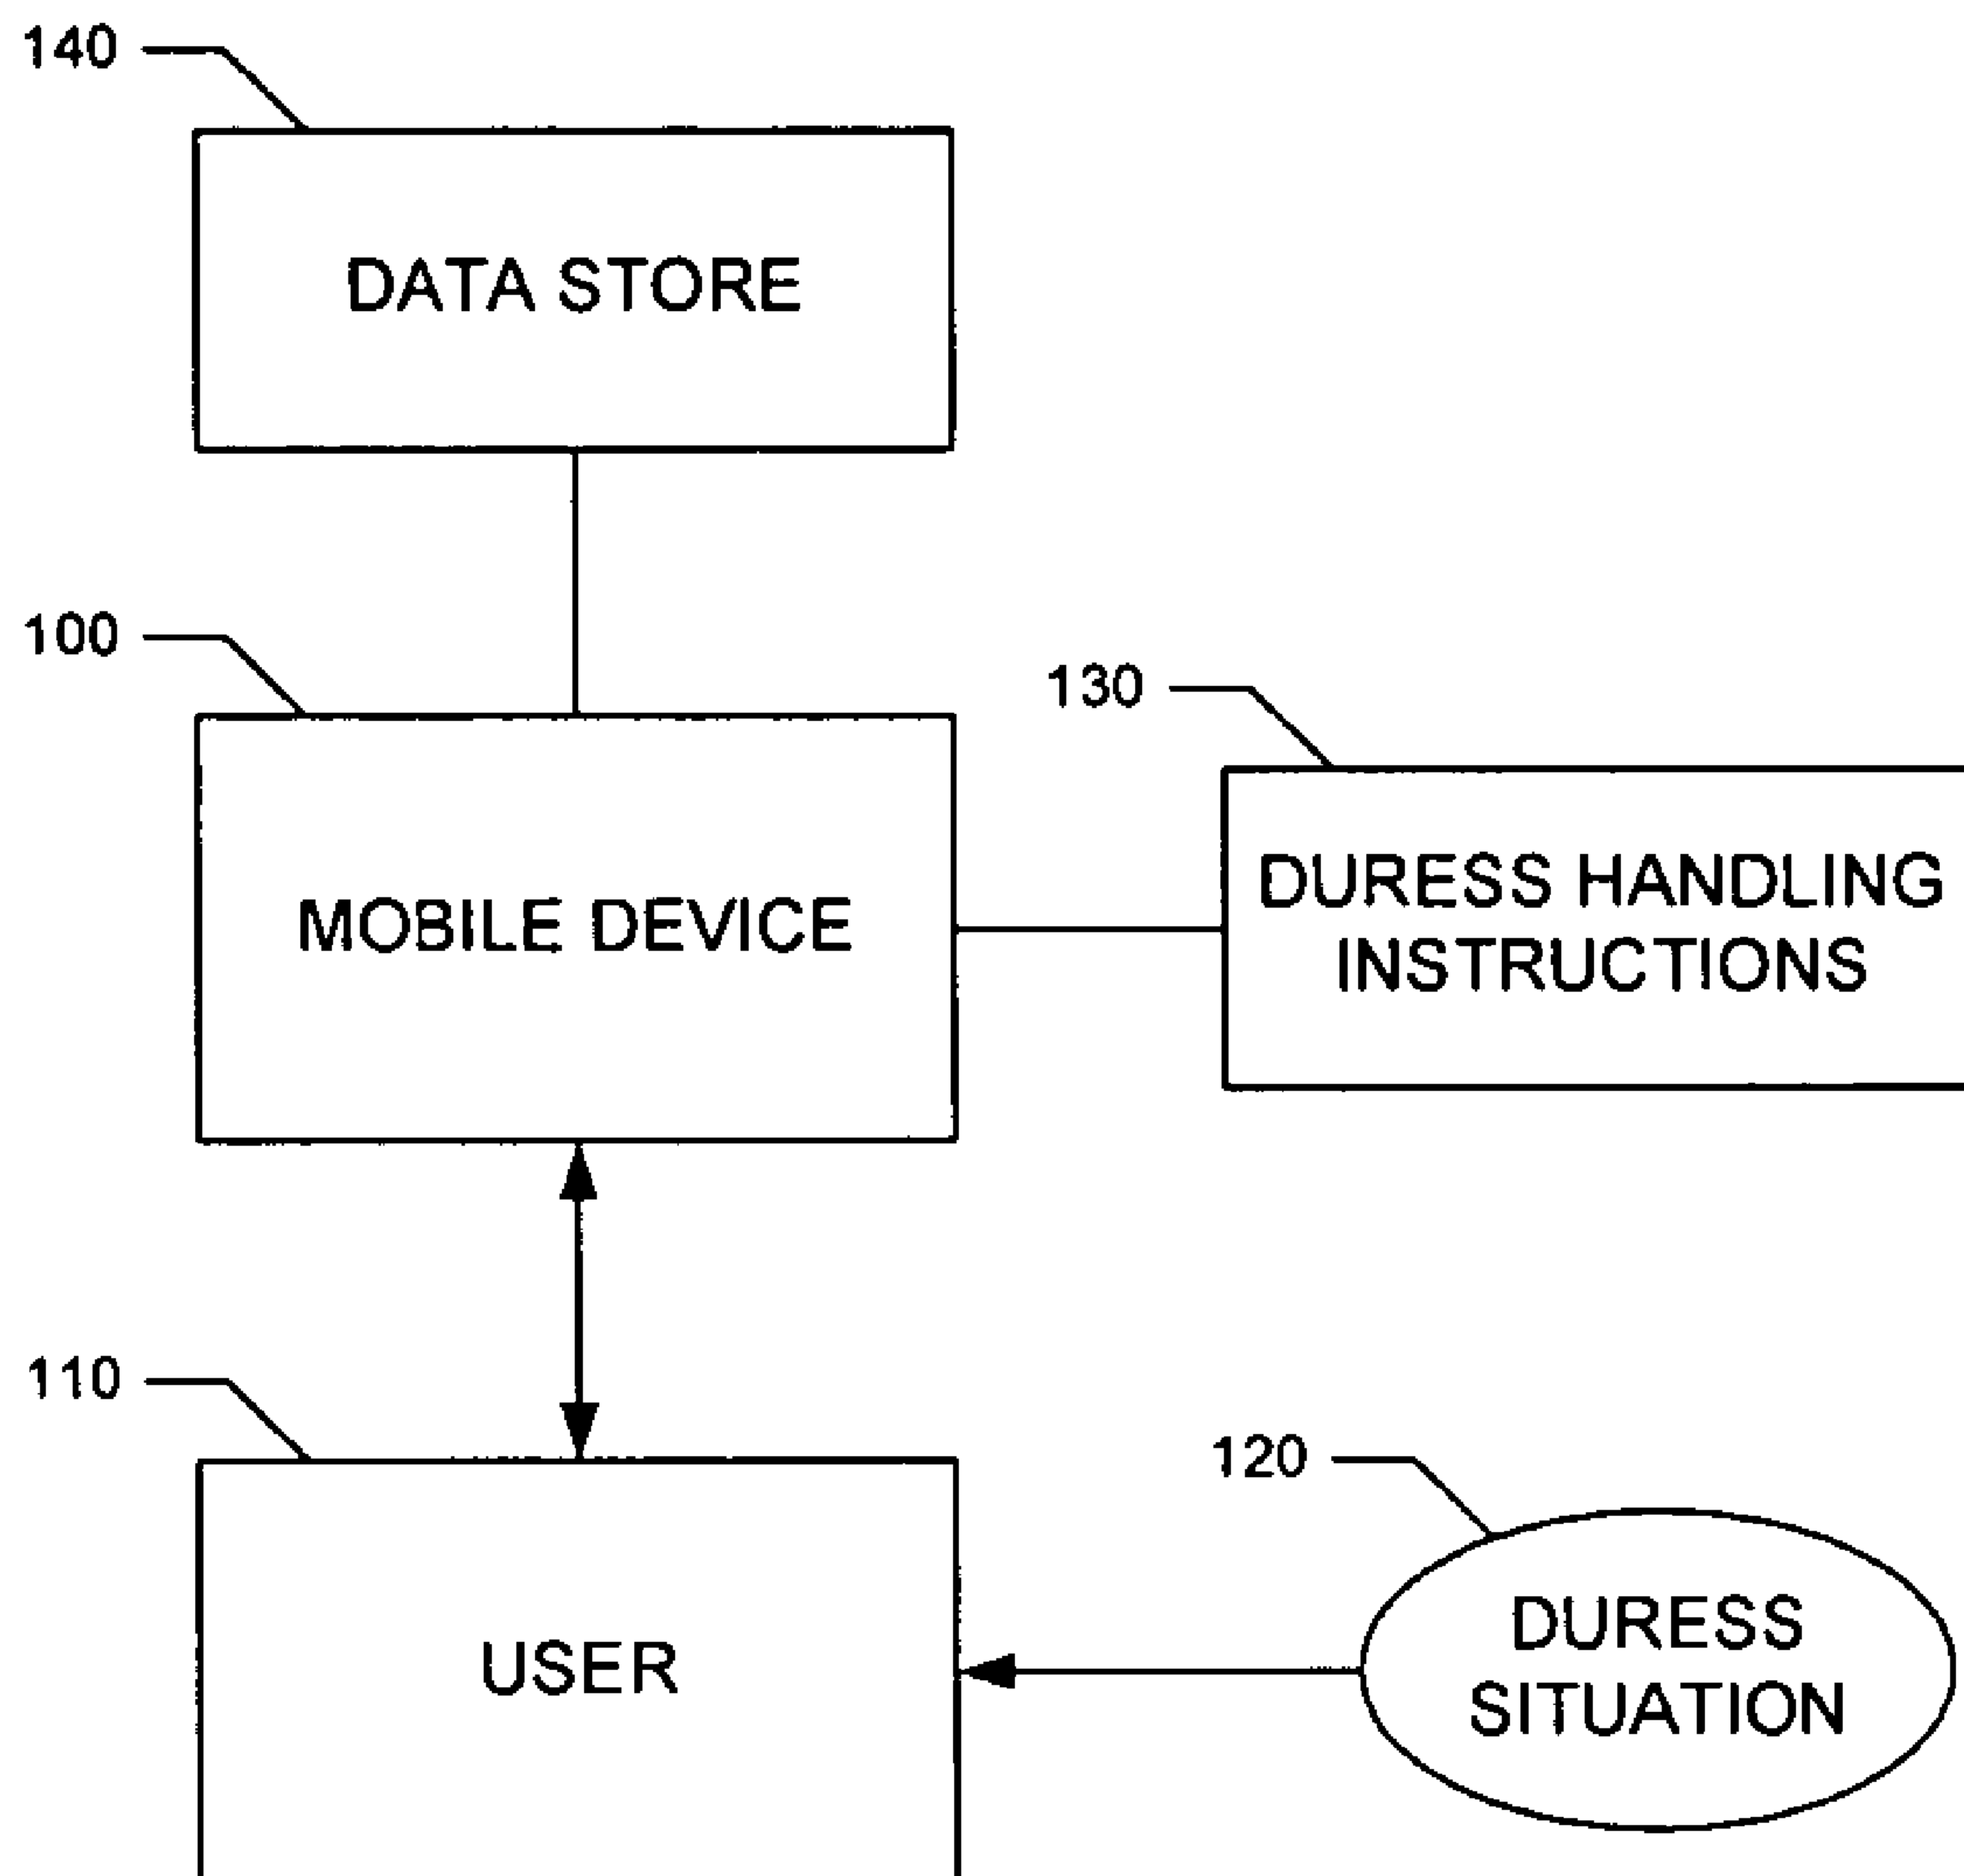 140
DATA STORE
100
130
MOBILE DEVICE
DURESS HANDLING
INSTRUCTIONS
110
120
USER
DURESS
SITUATION